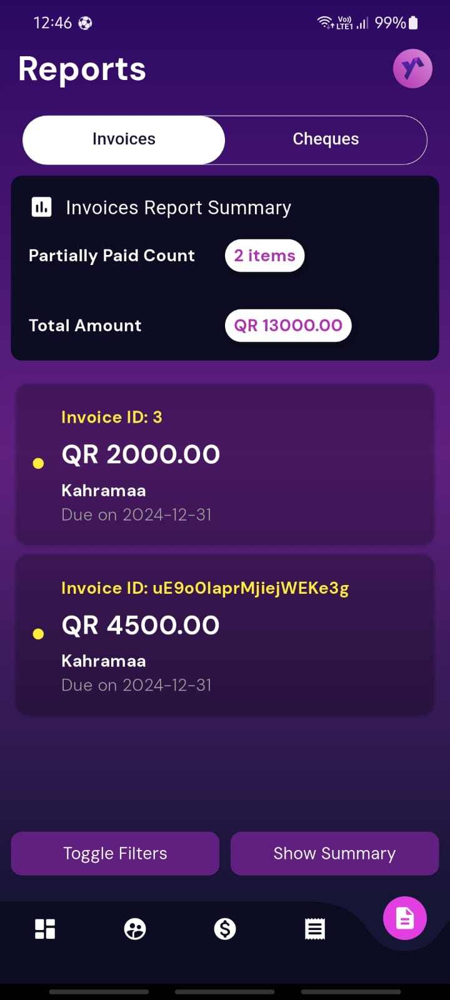 12:46 Vo)) LTE1 99%
Reports
Invoices Cheques
Invoices Report Summary
Partially Paid Count 2 items
Total Amount QR 13000.00
Invoice ID: 3
QR 2000.00
Kahramaa
Due on 2024-12-31
Invoice ID: uE9o0IaprMjiejWEKe3g
QR 4500.00
Kahramaa
Due on 2024-12-31
Toggle Filters Show Summary